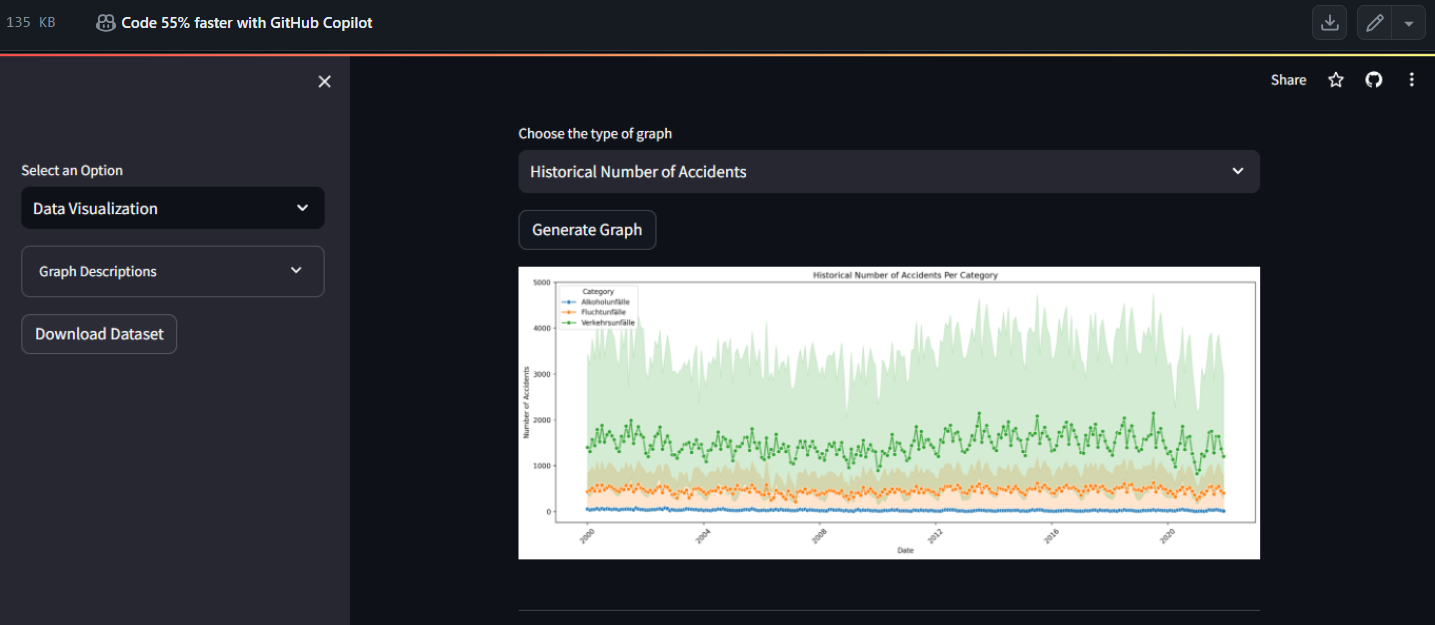 135 KB
Code 55% faster with GitHub Copilot
Share
Select an Option
Data Visualization
Graph Descriptions
Download Dataset
Choose the type of graph
Historical Number of Accidents
Generate Graph
Historical Number of Accidents Per Category
Category
Alkoholunfälle
Fluchtunfälle
Verkehrsunfälle
Number of Accidents
5000
4000
3000
2000
1000
0
2000
2004
2008
2012
2016
2020
Date